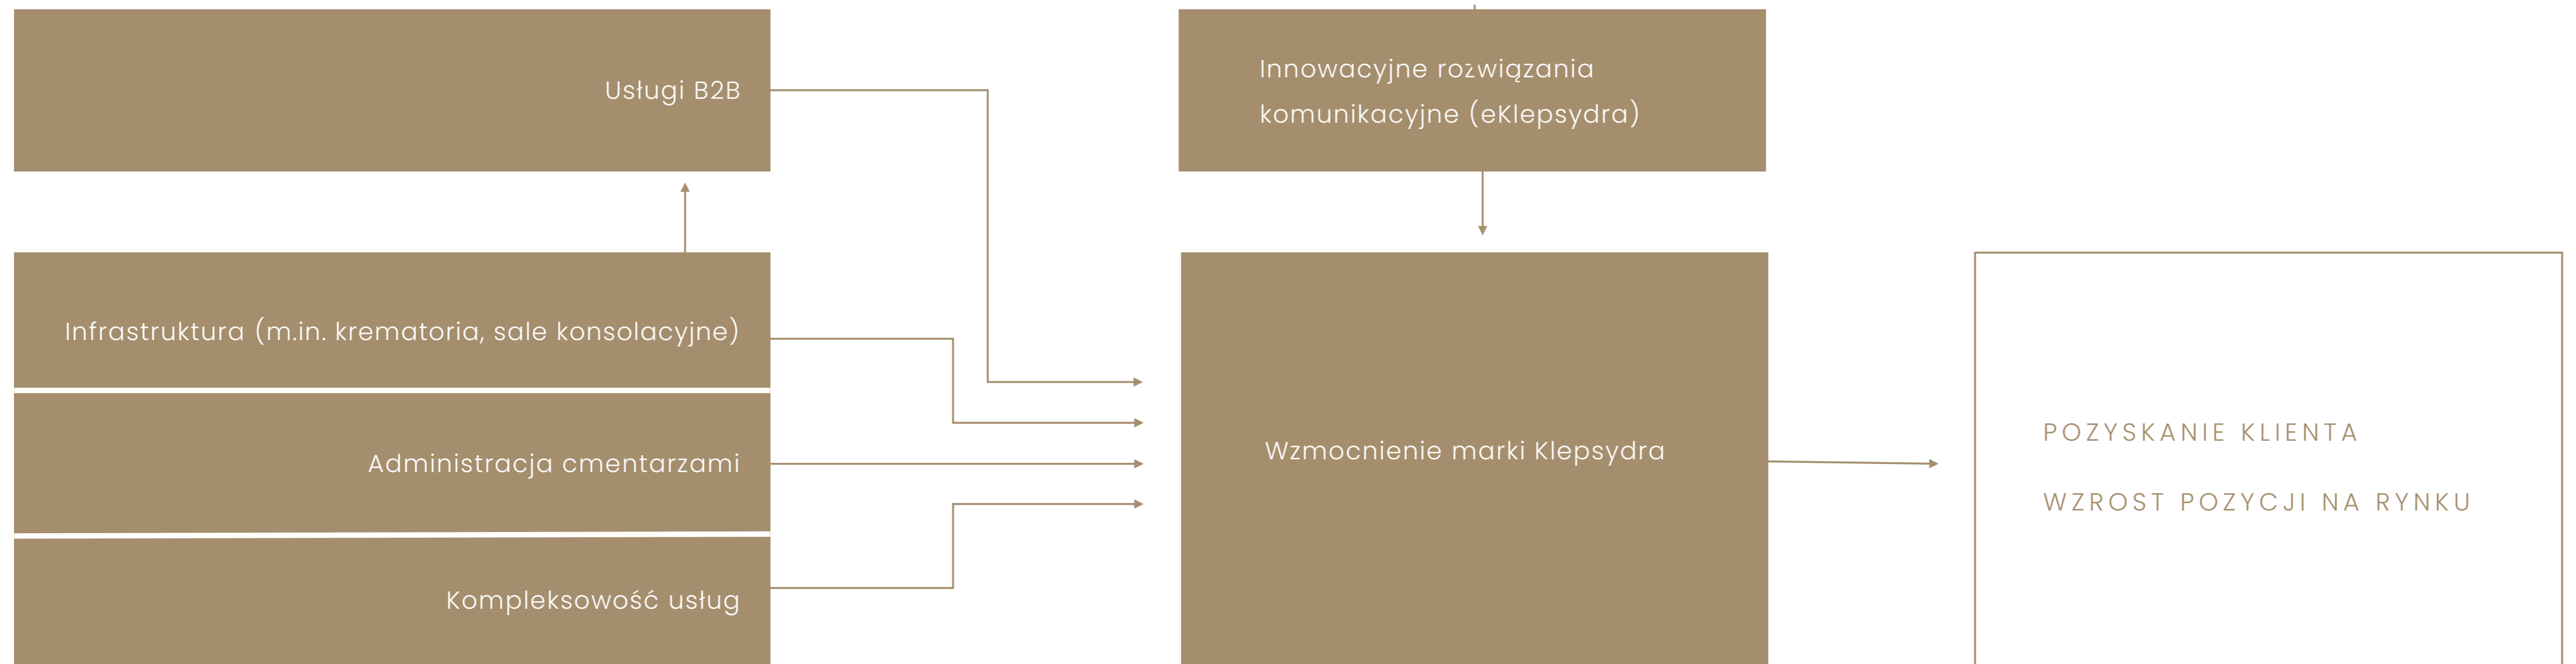 Usługi B2B
Innowacyjne rozwiązania
komunikacyjne (eKlepsydra)
Infrastruktura (m.in. krematoria, sale konsolacyjne)
Administracja cmentarzami
Kompleksowość usług
Wzmocnienie marki Klepsydra
POZYSKANIE KLIENTA
WZROST POZYCJI NA RYNKU